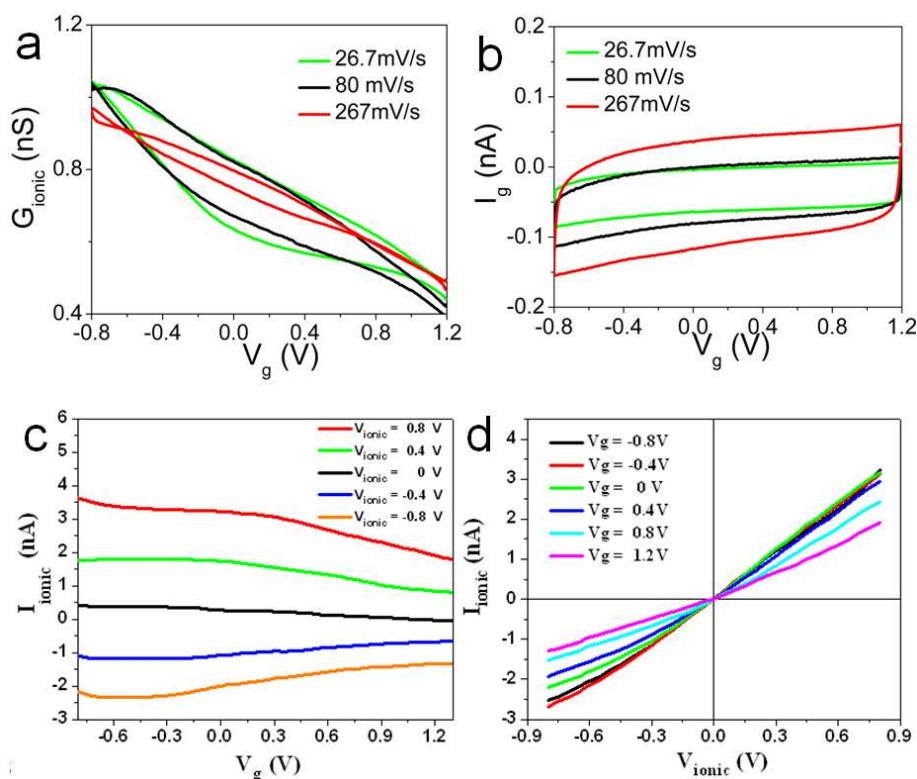 a
1.2
0.8
0.4
G_ionic (nS)
26.7mV/s
80 mV/s
267mV/s
-0.8 -0.4 0.0 0.4 0.8 1.2
V_g (V)
b
0.2
0.1
0.0
-0.1
-0.2
I_g (nA)
26.7mV/s
80 mV/s
267mV/s
-0.8 -0.4 0.0 0.4 0.8 1.2
V_g (V)
c
6
5
4
3
2
1
0
-1
-2
-3
I_ionic (nA)
V_ionic = 0.8 V
V_ionic = 0.4 V
V_ionic = 0 V
V_ionic = -0.4 V
V_ionic = -0.8 V
-0.6 -0.3 0.0 0.3 0.6 0.9 1.2
V_g (V)
d
5
4
3
2
1
0
-1
-2
-3
I_ionic (nA)
Vg = -0.8V
Vg = -0.4V
Vg = 0 V
Vg = 0.4V
Vg = 0.8V
Vg = 1.2V
-0.9 -0.6 -0.3 0.0 0.3 0.6 0.9
V_ionic (V)